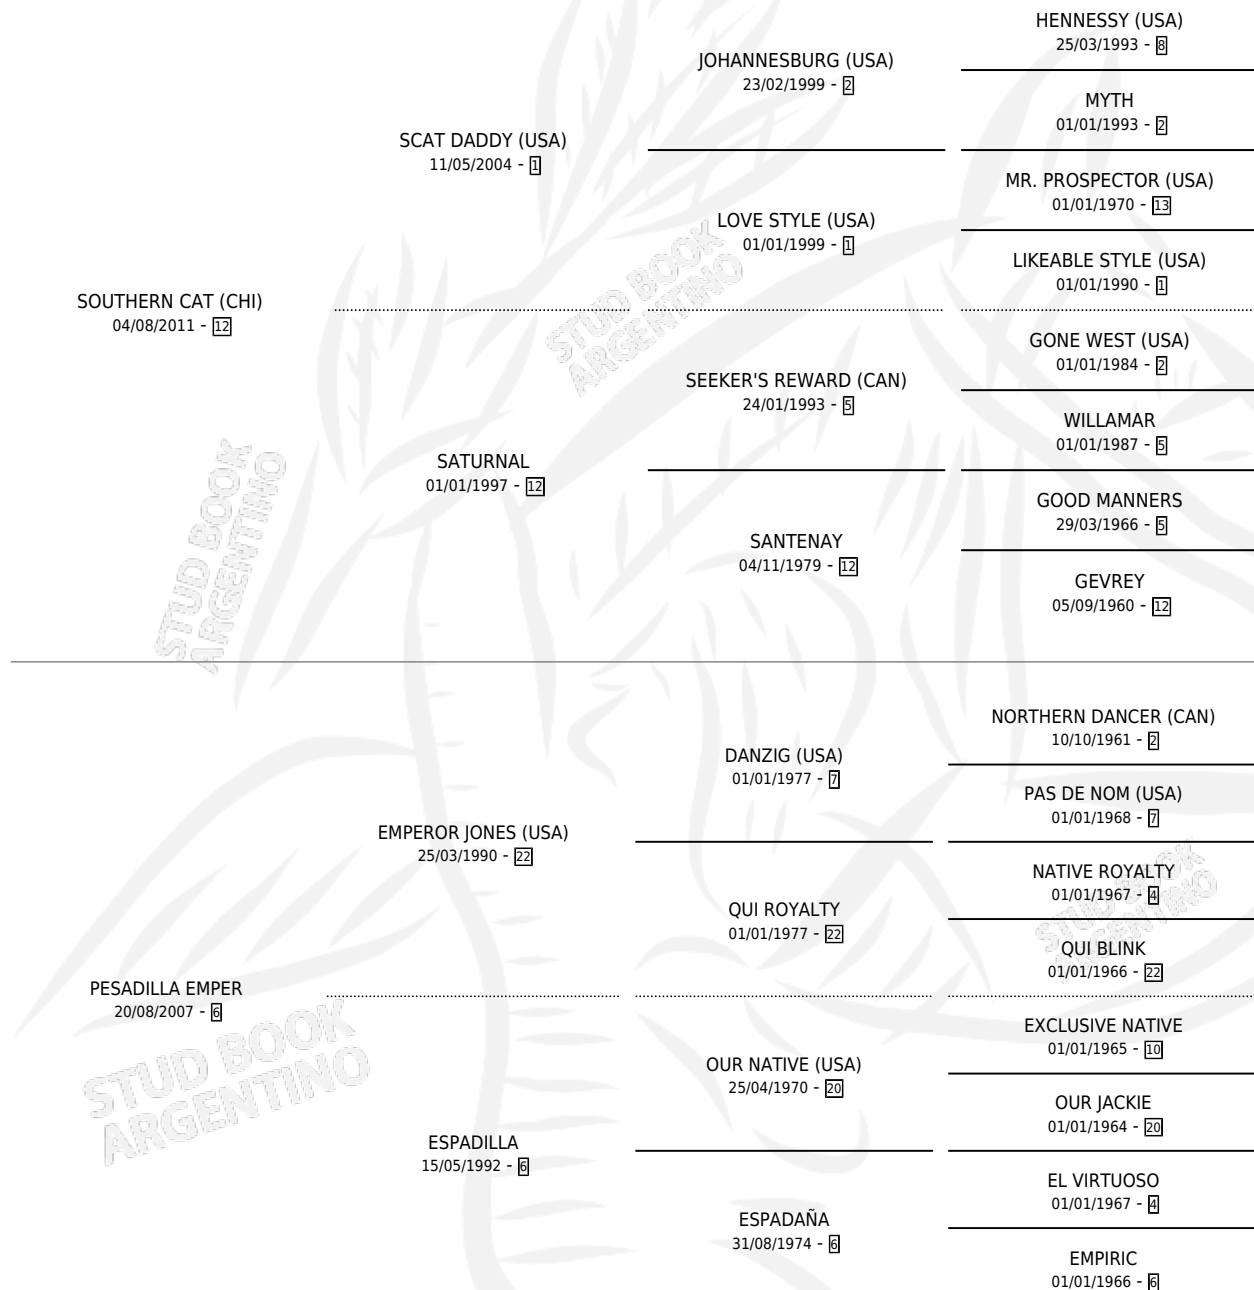 HENNESSY (USA)
25/03/1993 - 8
JOHANNESBURG (USA)
23/02/1999 - 2
MYTH
01/01/1993 - 2
SCAT DADDY (USA)
11/05/2004 - 1
MR. PROSPECTOR (USA)
01/01/1970 - 13
LOVE STYLE (USA)
01/01/1999 - 1
LIKEABLE STYLE (USA)
01/01/1990 - 1
SOUTHERN CAT (CHI)
04/08/2011 - 12
GONE WEST (USA)
01/01/1984 - 2
SEEKER'S REWARD (CAN)
24/01/1993 - 5
WILLAMAR
01/01/1987 - 5
SATURNAL
01/01/1997 - 12
GOOD MANNERS
29/03/1966 - 5
SANTENAY
04/11/1979 - 12
GEVREY
05/09/1960 - 12
NORTHERN DANCER (CAN)
10/10/1961 - 2
DANZIG (USA)
01/01/1977 - 7
PAS DE NOM (USA)
01/01/1968 - 7
EMPEROR JONES (USA)
25/03/1990 - 22
NATIVE ROYALTY
01/01/1967 - 4
QUI ROYALTY
01/01/1977 - 22
QUI BLINK
01/01/1966 - 22
PESADILLA EMPER
20/08/2007 - 6
EXCLUSIVE NATIVE
01/01/1965 - 10
OUR NATIVE (USA)
25/04/1970 - 20
OUR JACKIE
01/01/1964 - 20
ESPADILLA
15/05/1992 - 6
EL VIRTUOSO
01/01/1967 - 4
ESPADAÑA
31/08/1974 - 6
EMPIRIC
01/01/1966 - 6
STUD BOOK
ARGENTINO
STUD BOOK
ARGENTINO
STUD BOOK
ARGENTINO
STUD BOOK
ARGENTINO